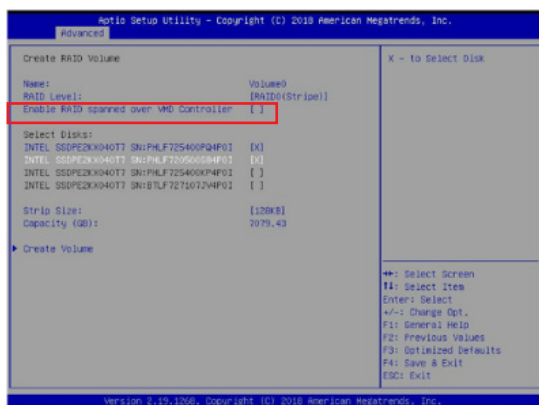 Aptio Setup Utility - Copyright (C) 2018 American Megatrends, Inc.
Advanced
Create RAID Volume
X - to Select Disk
Name: Volume0
RAID Level: [RAID0(Stripe)]
Enable RAID spanned over VMD Controller [ ]
Select Disks:
INTEL SSDPE2KX040T7 SN:PHLF725400PQ4P0I [X]
INTEL SSDPE2KX040T7 SN:PHLF720500S84P0I [X]
INTEL SSDPE2KX040T7 SN:PHLF725400KP4P0I [ ]
INTEL SSDPE2KX040T7 SN:BTLF727107JV4P0I [ ]
Strip Size: [128KB]
Capacity (GB): 7079.43
Create Volume
: Select Screen
: Select Item
Enter: Select
+/-: Change Opt.
F1: General Help
F2: Previous Values
F3: Optimized Defaults
F4: Save & Exit
ESC: Exit
Version 2.19.1268. Copyright (C) 2018 American Megatrends, Inc.